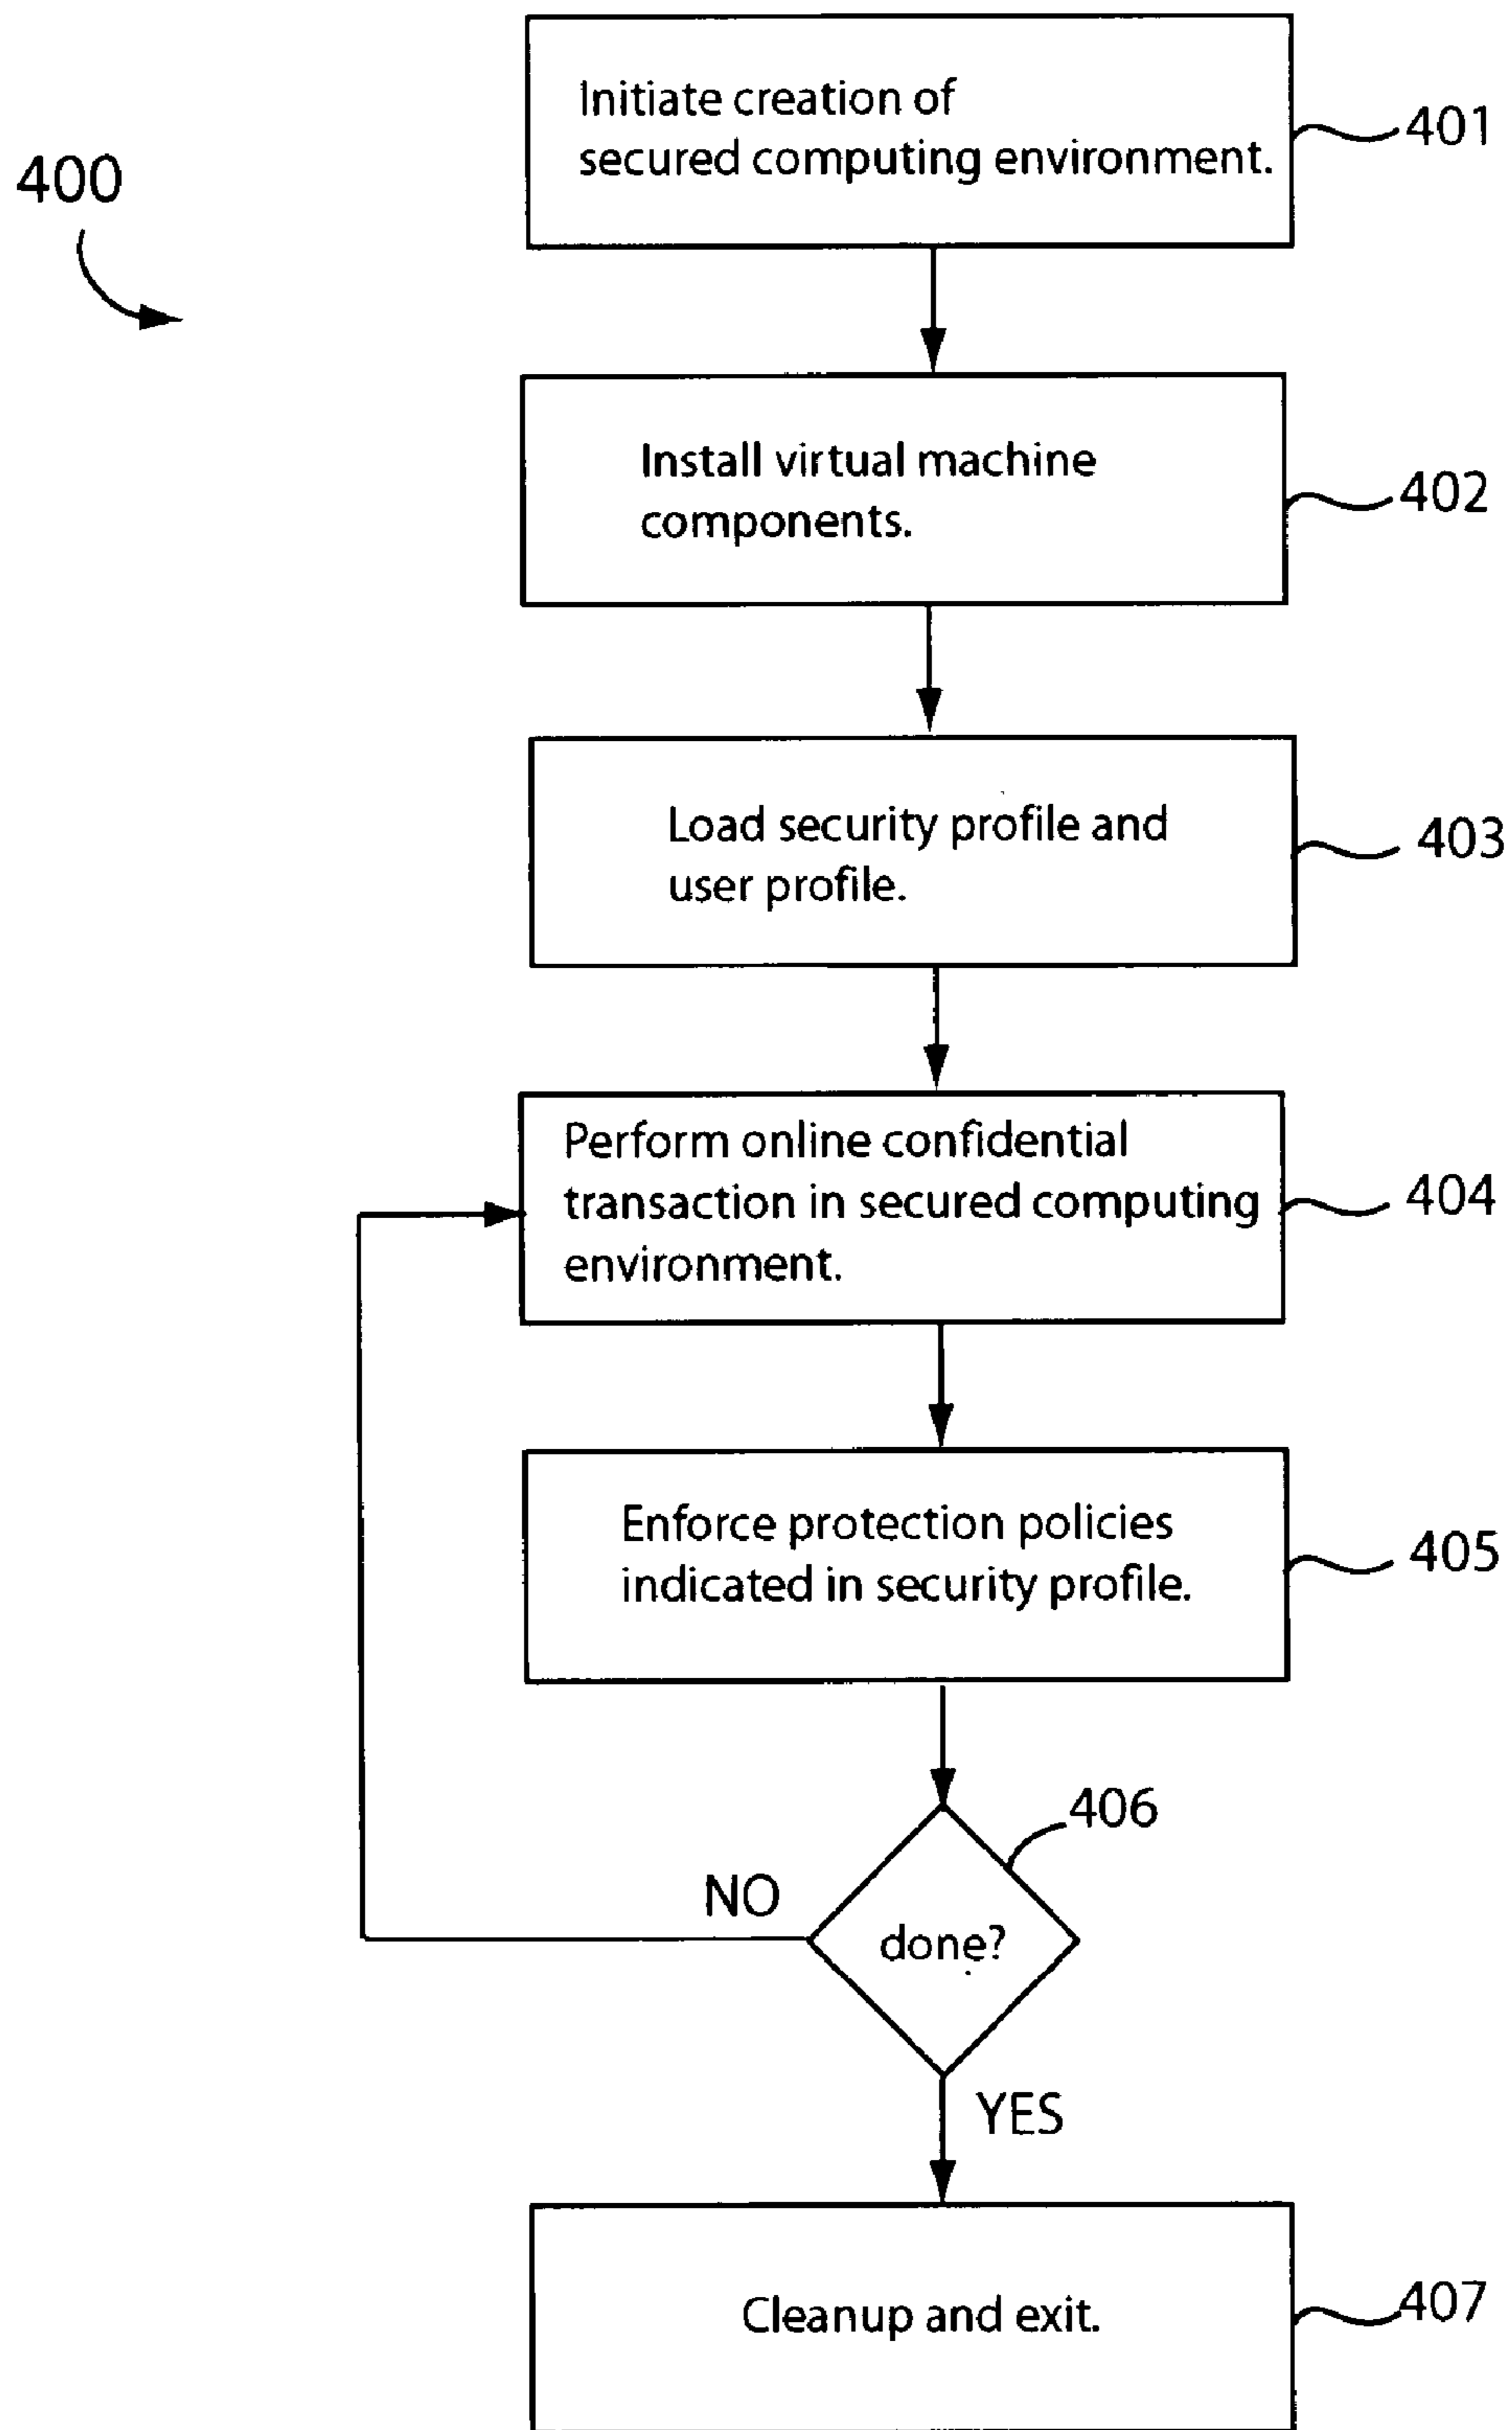 Initiate creation of
secured computing environment.
401
400
Install virtual machine
components.
402
Load security profile and
user profile.
403
Perform online confidential
transaction in secured computing
environment.
404
Enforce protection policies
indicated in security profile.
405
406
NO
done?
YES
Cleanup and exit.
407